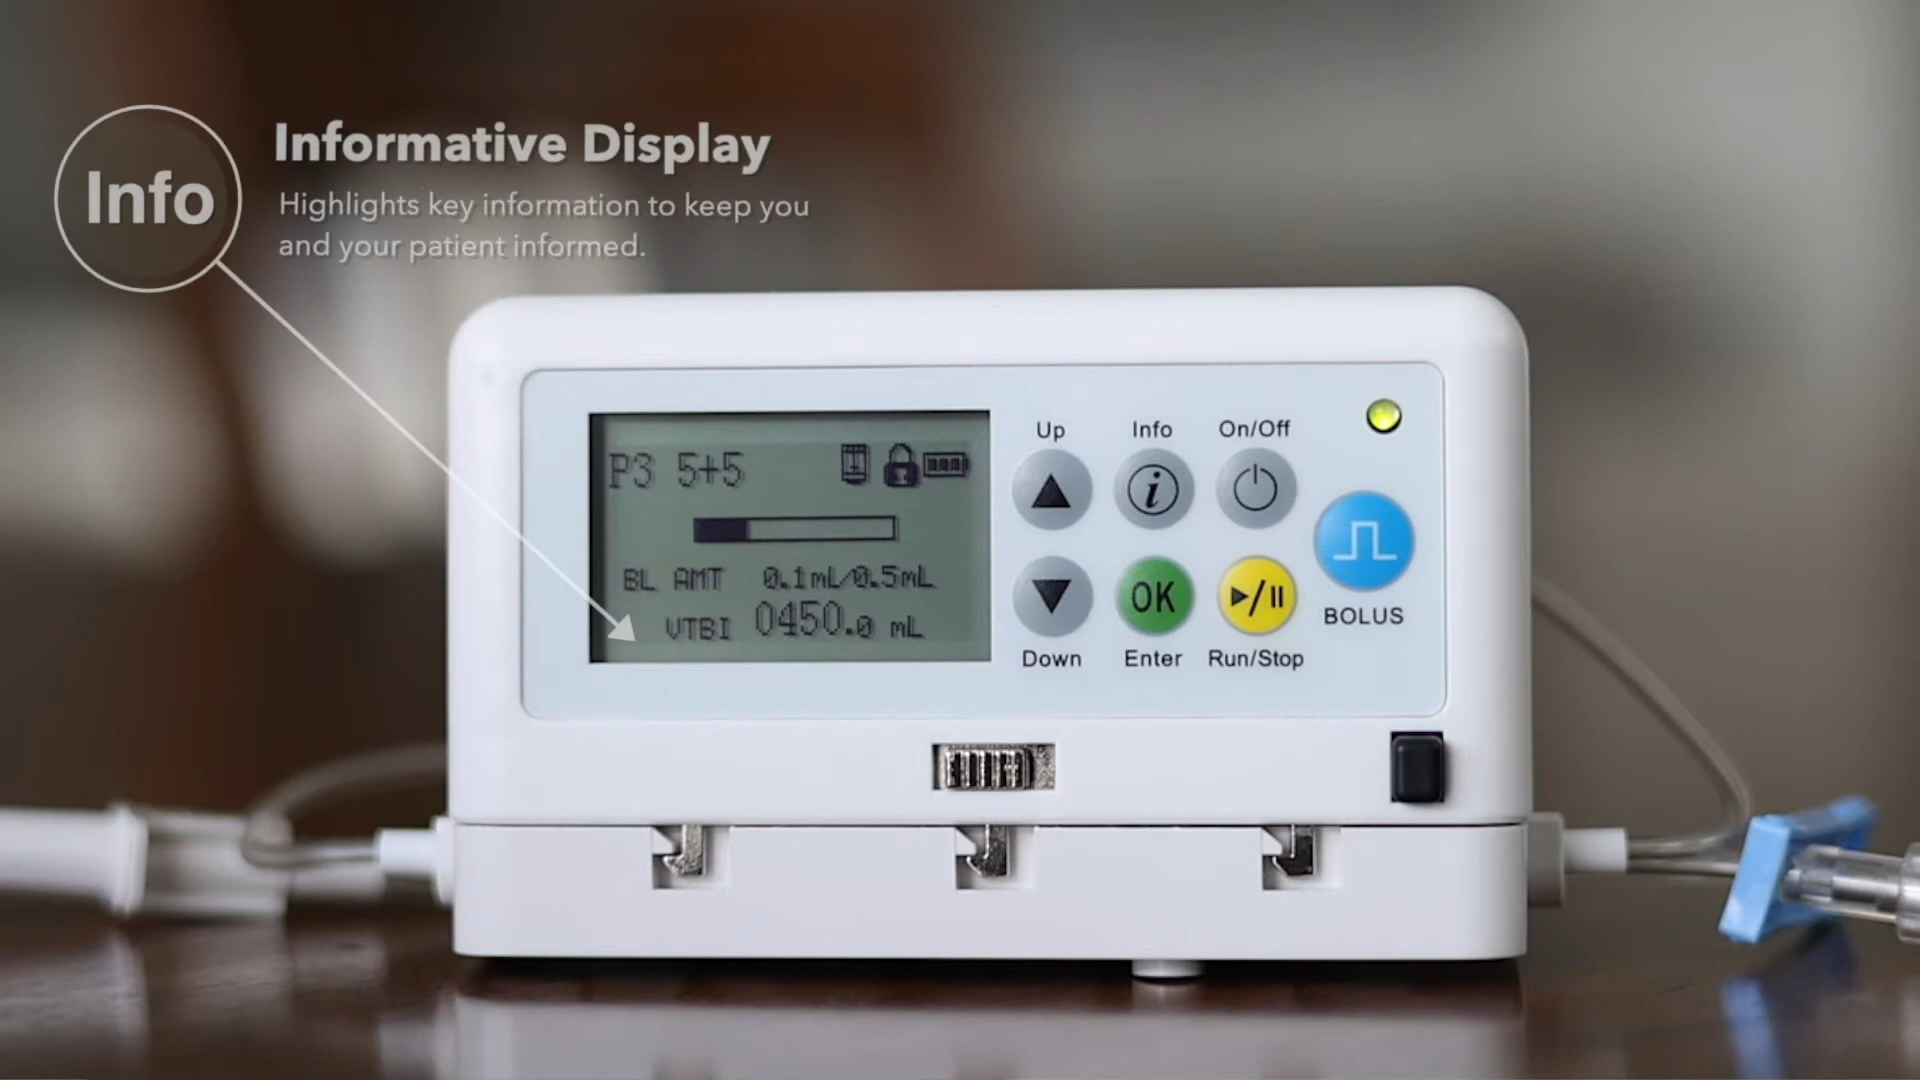 Informative Display
Info
Highlights key information to keep you
and your patient informed.
P3 5+5
BL AMT 0.1mL/0.5mL
VTBI 0450.0 mL
Up
Info
On/Off
OK
BOLUS
Down
Enter
Run/Stop